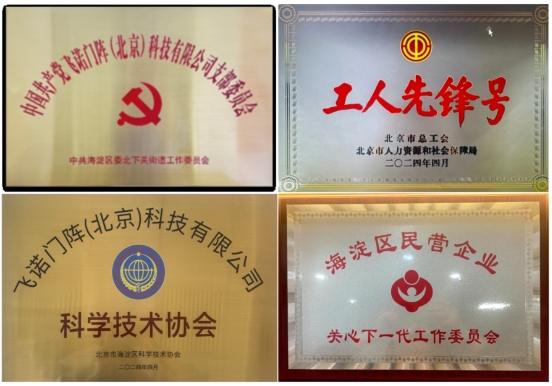 中国共产党飞诺门阵(北京)科技有限公司支部委员会
中共海淀区委北下关街道工作委员会
工人先锋号
北京市总工会
北京市人力资源和社会保障局
二〇二四年四月
飞诺门阵(北京)科技有限公司
科学技术协会
北京市海淀区科学技术协会
二〇二四年四月
海淀区民营企业
关心下一代工作委员会